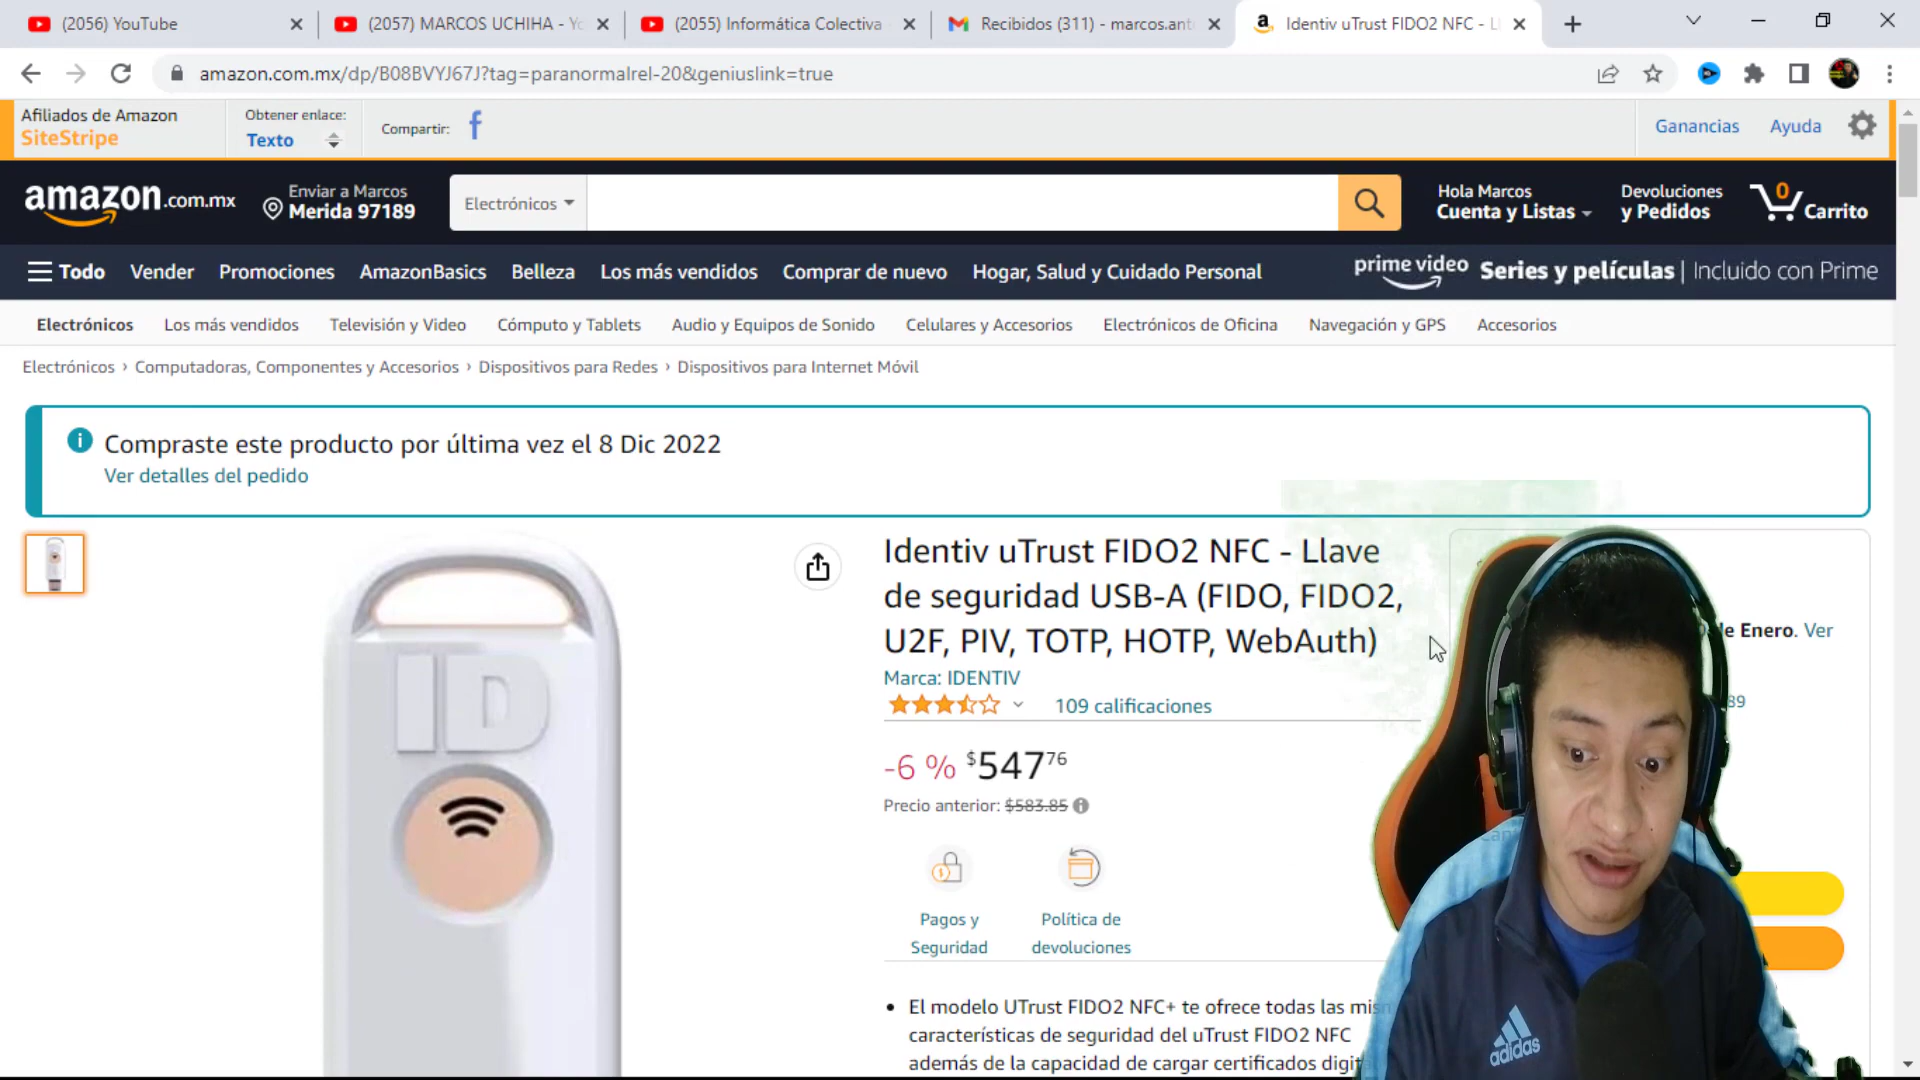 (2056) YouTube
(2057) MARCOS UCHIHA - Yo
(2055) Informática Colectiva -
Recibidos (311) - marcos.ant
Identiv uTrust FIDO2 NFC - Ll
amazon.com.mx/dp/B08BVYJ67J?tag=paranormalrel-20&geniuslink=true
Afiliados de Amazon
SiteStripe
Obtener enlace:
Texto
Compartir:
Ganancias
Ayuda
amazon.com.mx
Enviar a Marcos
Merida 97189
Electrónicos
Hola Marcos
Cuenta y Listas
Devoluciones
y Pedidos
0
Carrito
Todo
Vender
Promociones
AmazonBasics
Belleza
Los más vendidos
Comprar de nuevo
Hogar, Salud y Cuidado Personal
prime video Series y películas | Incluido con Prime
Electrónicos
Los más vendidos
Televisión y Video
Cómputo y Tablets
Audio y Equipos de Sonido
Celulares y Accesorios
Electrónicos de Oficina
Navegación y GPS
Accesorios
Electrónicos › Computadoras, Componentes y Accesorios › Dispositivos para Redes › Dispositivos para Internet Móvil
Compraste este producto por última vez el 8 Dic 2022
Ver detalles del pedido
ID
Identiv uTrust FIDO2 NFC - Llave
de seguridad USB-A (FIDO, FIDO2,
U2F, PIV, TOTP, HOTP, WebAuth)
Marca: IDENTIV
109 calificaciones
-6 % $547 76
Precio anterior: $583.85
Pagos y
Seguridad
Política de
devoluciones
El modelo UTrust FIDO2 NFC+ te ofrece todas las mis
características de seguridad del uTrust FIDO2 NFC
además de la capacidad de cargar certificados digit
de Enero. Ver
89
adidas